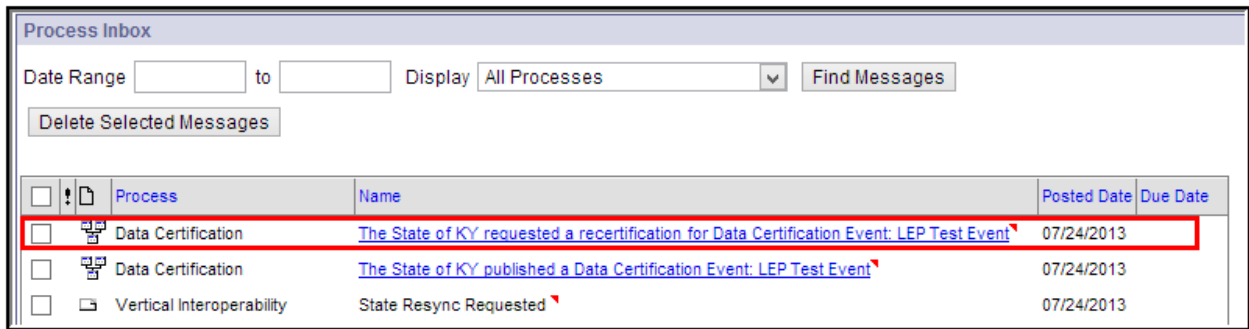 Process Inbox
Date Range to Display All Processes Find Messages
Delete Selected Messages
! Process Name Posted Date Due Date
Data Certification The State of KY requested a recertification for Data Certification Event: LEP Test Event 07/24/2013
Data Certification The State of KY published a Data Certification Event: LEP Test Event 07/24/2013
Vertical Interoperability State Resync Requested 07/24/2013